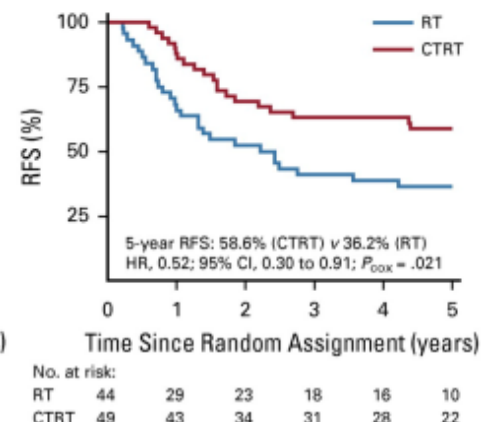 100
75
50
25
RFS (%)
RT
CTRT
5-year RFS: 58.6% (CTRT) v 36.2% (RT)
HR, 0.52; 95% CI, 0.30 to 0.91; Pcox = .021
0 1 2 3 4 5
) Time Since Random Assignment (years)
No. at risk:
RT 44 29 23 18 16 10
CTRT 49 43 34 31 28 22